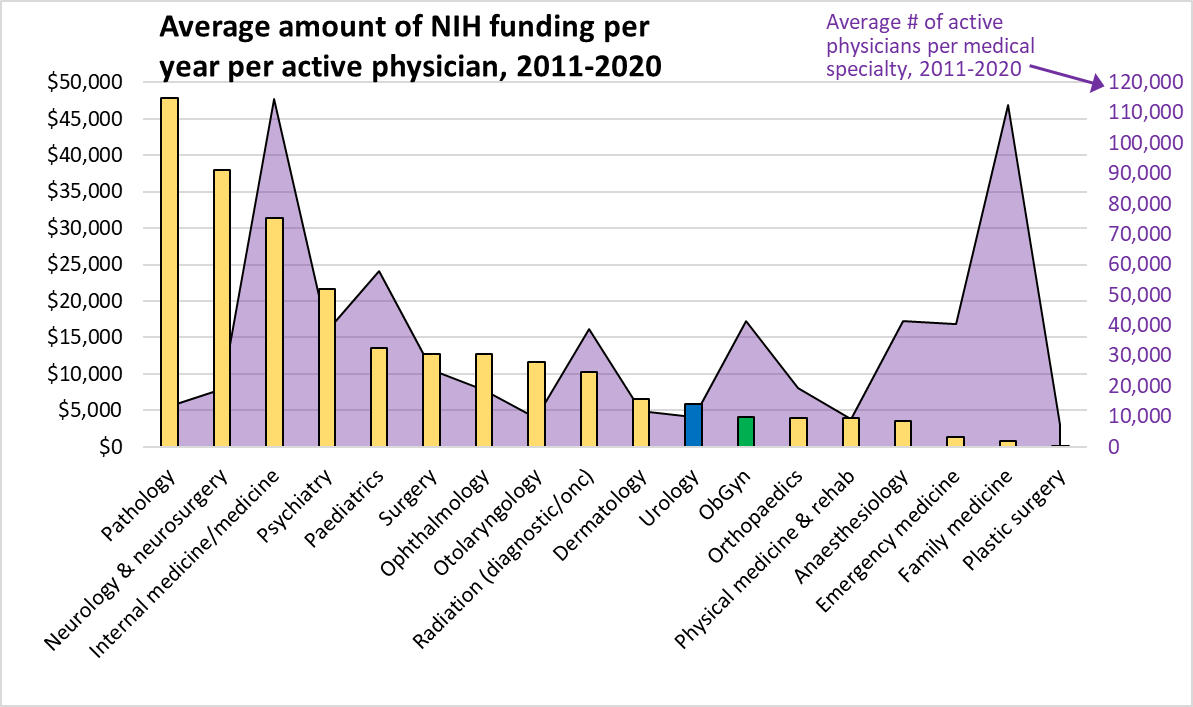 Average amount of NIH funding per
year per active physician, 2011-2020
Average # of active
physicians per medical
specialty, 2011-2020
$50,000
$45,000
$40,000
$35,000
$30,000
$25,000
$20,000
$15,000
$10,000
$5,000
$0
120,000
110,000
100,000
90,000
80,000
70,000
60,000
50,000
40,000
30,000
20,000
10,000
0
Pathology
Neurology & neurosurgery
Internal medicine/medicine
Psychiatry
Paediatrics
Surgery
Ophthalmology
Otolaryngology
Radiation (diagnostic/onc)
Dermatology
Urology
ObGyn
Orthopaedics
Physical medicine & rehab
Anaesthesiology
Emergency medicine
Family medicine
Plastic surgery